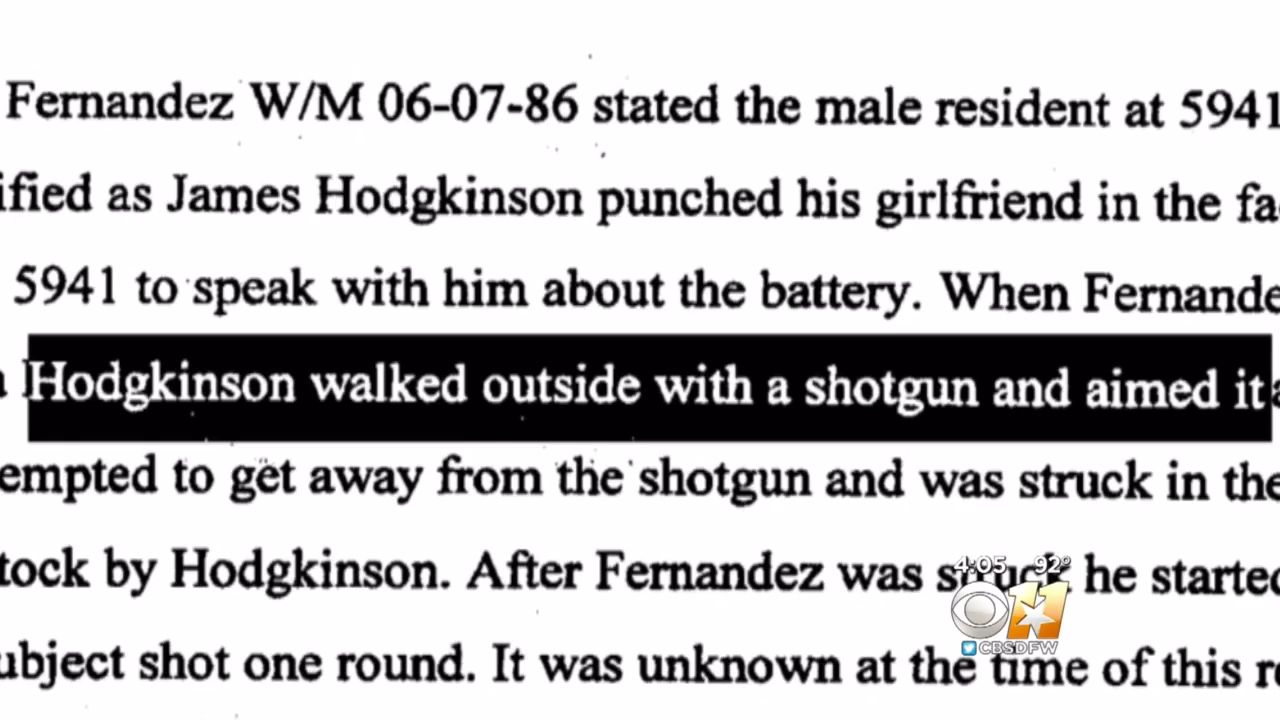 Fernandez W/M 06-07-86 stated the male resident at 5941
ified as James Hodgkinson punched his girlfriend in the fa
5941 to speak with him about the battery. When Fernande
Hodgkinson walked outside with a shotgun and aimed it
empted to get away from the shotgun and was struck in the
tock by Hodgkinson. After Fernandez was struck he started
ubject shot one round. It was unknown at the time of this re
4:05 92°
11
CBSDFW